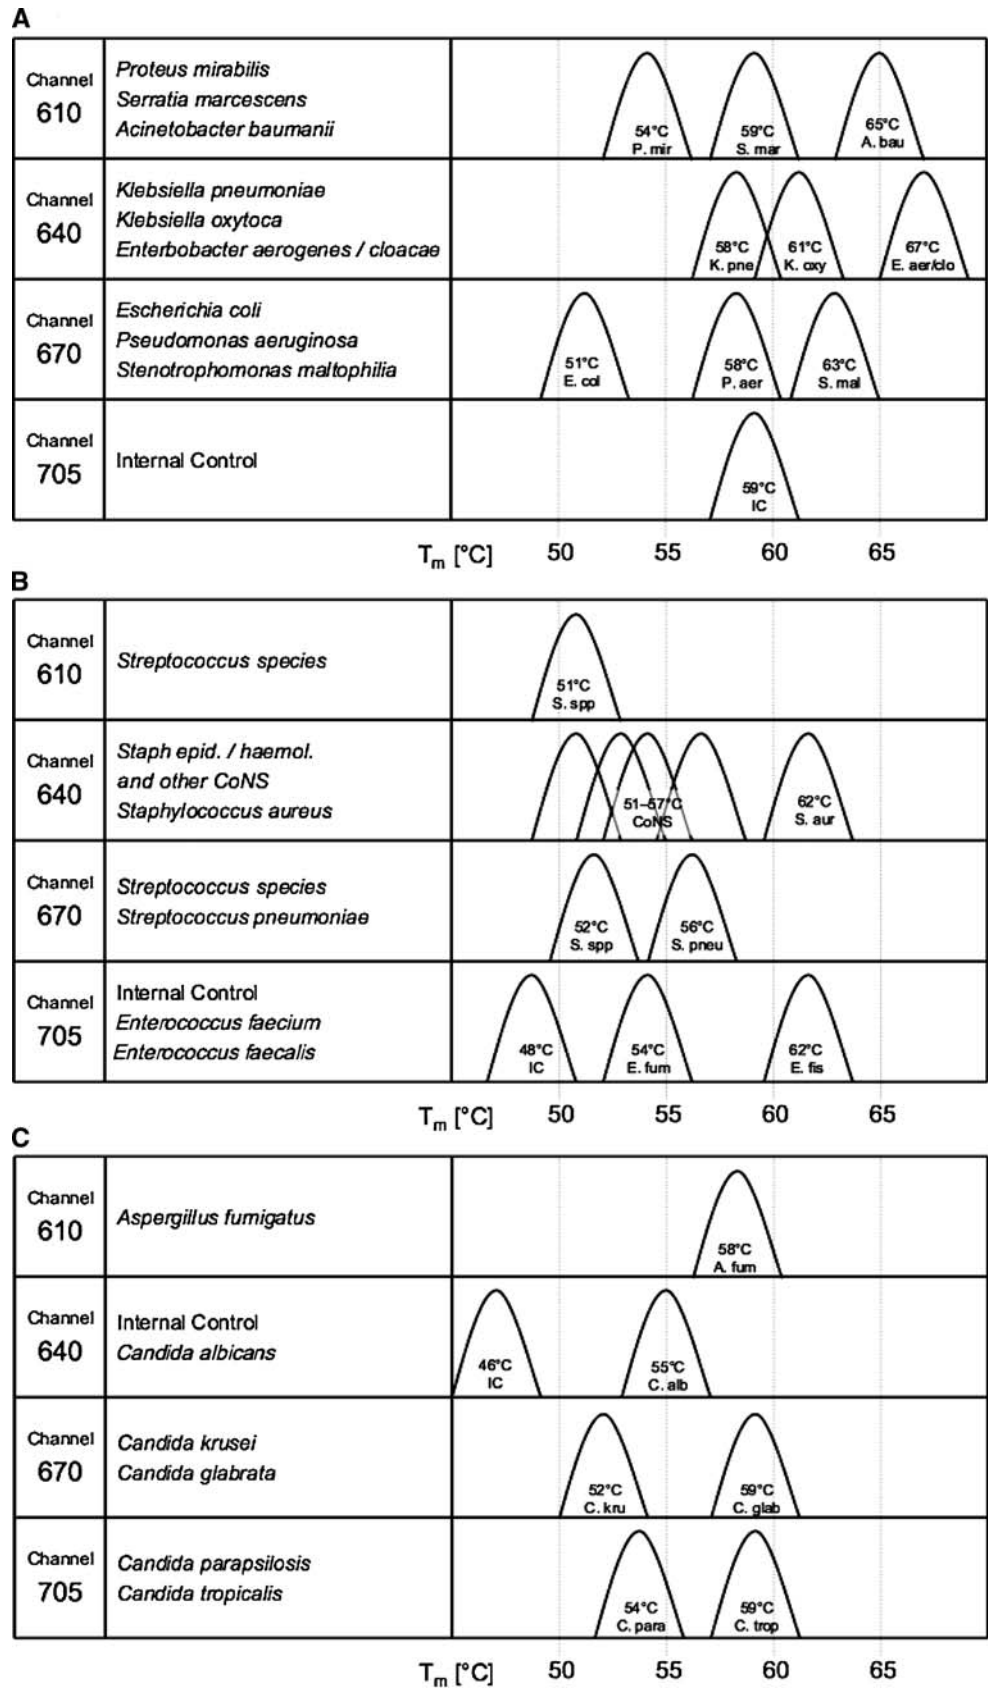 A
Channel
610
Proteus mirabilis
Serratia marcescens
Acinetobacter baumanii
54°C
P. mir
59°C
S. mar
65°C
A. bau
Channel
640
Klebsiella pneumoniae
Klebsiella oxytoca
Enterbobacter aerogenes / cloacae
58°C
K. pne
61°C
K. oxy
67°C
E. aer/clo
Channel
670
Escherichia coli
Pseudomonas aeruginosa
Stenotrophomonas maltophilia
51°C
E. col
58°C
P. aer
63°C
S. mal
Channel
705
Internal Control
59°C
IC
Tm [°C] 50 55 60 65
B
Channel
610
Streptococcus species
51°C
S. spp
Channel
640
Staph epid. / haemol.
and other CoNS
Staphylococcus aureus
51–57°C
CoNS
62°C
S. aur
Channel
670
Streptococcus species
Streptococcus pneumoniae
52°C
S. spp
56°C
S. pneu
Channel
705
Internal Control
Enterococcus faecium
Enterococcus faecalis
48°C
IC
54°C
E. fum
62°C
E. fis
Tm [°C] 50 55 60 65
C
Channel
610
Aspergillus fumigatus
58°C
A. fum
Channel
640
Internal Control
Candida albicans
46°C
IC
55°C
C. alb
Channel
670
Candida krusei
Candida glabrata
52°C
C. kru
59°C
C. glab
Channel
705
Candida parapsilosis
Candida tropicalis
54°C
C. para
59°C
C. trop
Tm [°C] 50 55 60 65